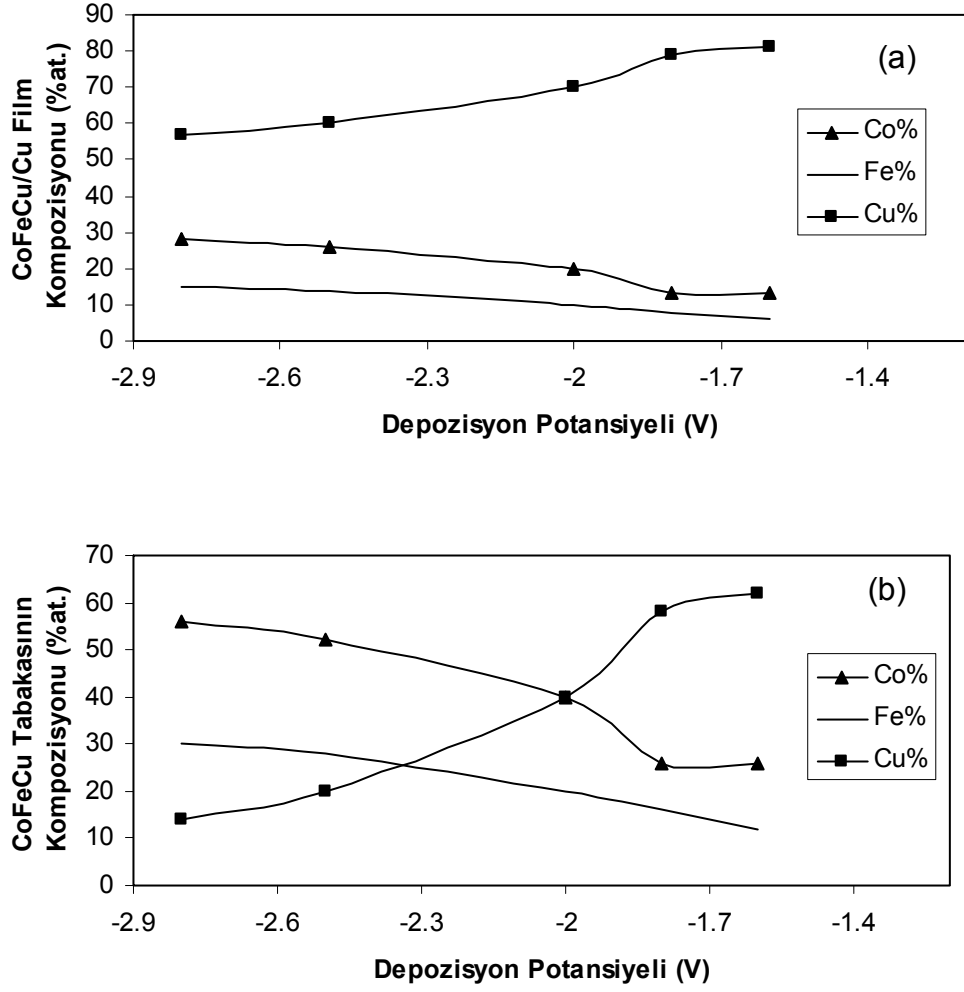 CoFeCu/Cu Film
Kompozisyonu (%at.)
90
80
70
60
50
40
30
20
10
0
-2.9
-2.6
-2.3
-2
-1.7
-1.4
Depozisyon Potansiyeli (V)
(a)
Co%
Fe%
Cu%
CoFeCu Tabakasının
Kompozisyonu (%at.)
70
60
50
40
30
20
10
0
-2.9
-2.6
-2.3
-2
-1.7
-1.4
Depozisyon Potansiyeli (V)
(b)
Co%
Fe%
Cu%